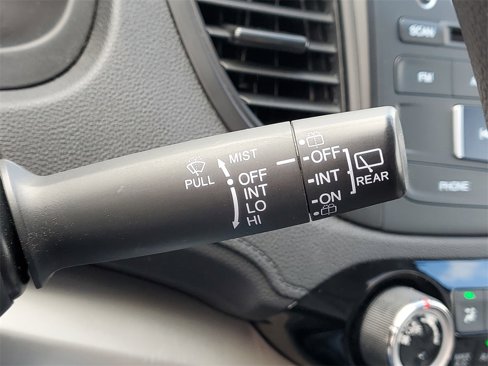 SCAN
FM
PHONE
MIST
PULL
OFF
INT
LO
HI
OFF
INT
ON
REAR